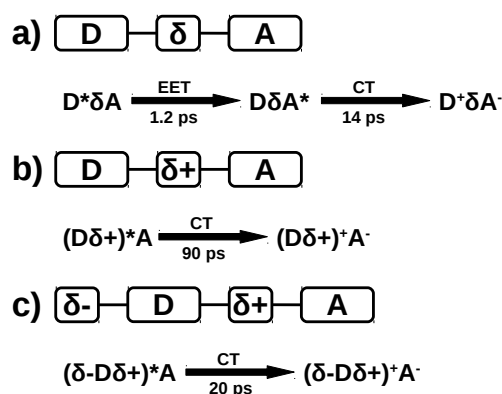 a) D δ A
EET CT
D*δA DδA* D⁺δA⁻
1.2 ps 14 ps
b) D δ+ A
CT
(Dδ+)*A (Dδ+)⁺A⁻
90 ps
c) δ- D δ+ A
CT
(δ-Dδ+)*A (δ-Dδ+)⁺A⁻
20 ps